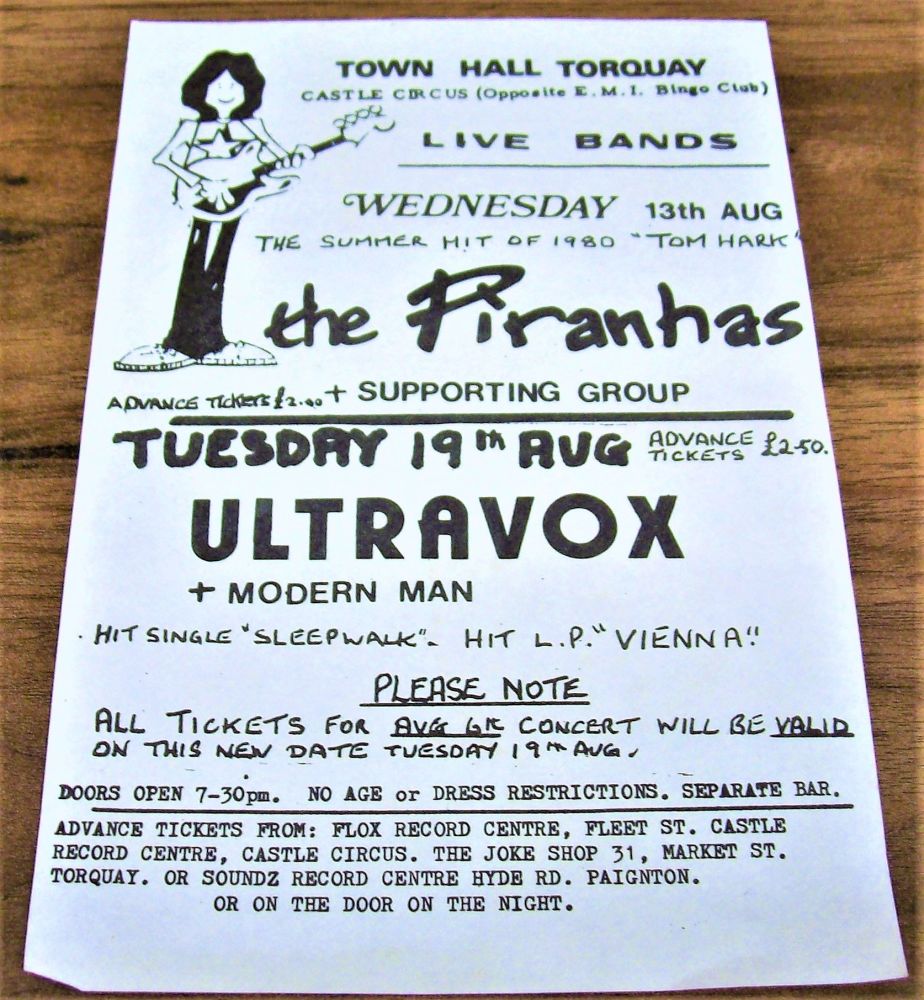 TOWN HALL TORQUAY
CASTLE CIRCUS (Opposite E.M.I. Bingo Club)
LIVE BANDS
WEDNESDAY 13th AUG
THE SUMMER HIT OF 1980 "TOM HARK"
the Piranhas
ADVANCE TICKETS £2.00 + SUPPORTING GROUP
TUESDAY 19th AUG ADVANCE TICKETS £2.50.
ULTRAVOX
+ MODERN MAN
· HIT SINGLE "SLEEPWALK". HIT L.P. "VIENNA"!
PLEASE NOTE
ALL TICKETS FOR AUG 6th CONCERT WILL BE VALID
ON THIS NEW DATE TUESDAY 19th AUG.
DOORS OPEN 7-30pm. NO AGE or DRESS RESTRICTIONS. SEPARATE BAR.
ADVANCE TICKETS FROM: FLOX RECORD CENTRE, FLEET ST. CASTLE
RECORD CENTRE, CASTLE CIRCUS. THE JOKE SHOP 31, MARKET ST.
TORQUAY. OR SOUNDZ RECORD CENTRE HYDE RD. PAIGNTON.
OR ON THE DOOR ON THE NIGHT.